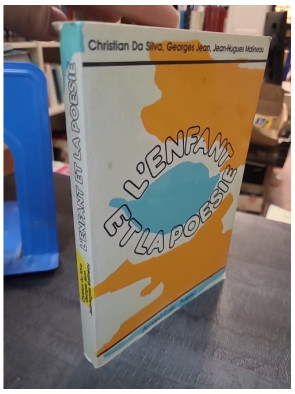 Christian Da Silva, Georges Jean, Jean-Hugues Malineau
L'ENFANT
ET LA POESIE
L'ENFANT ET LA POESIE